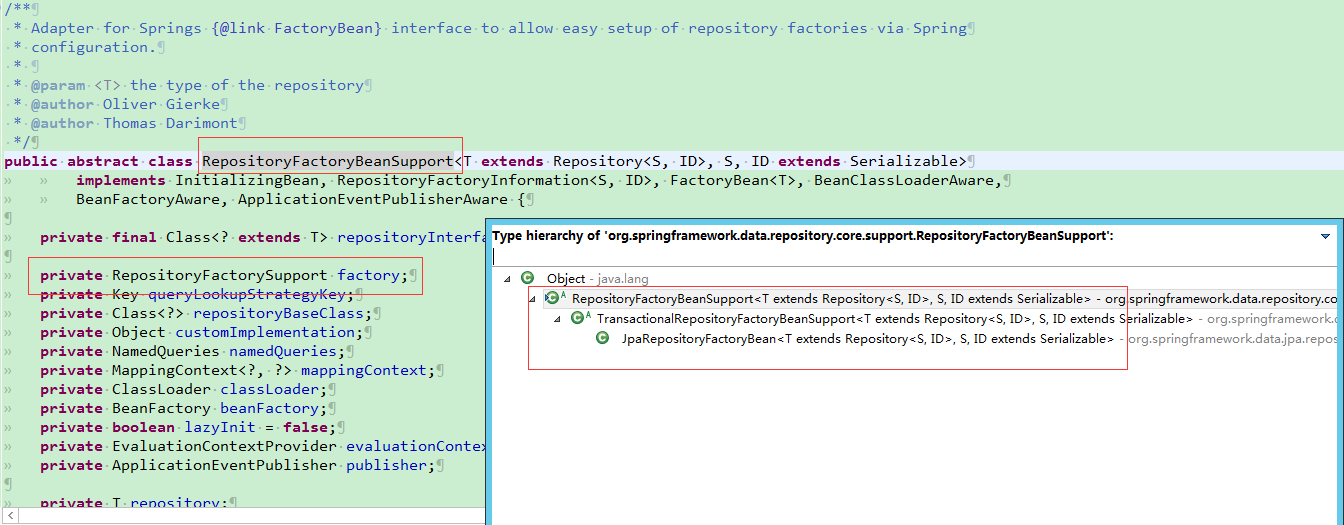 /**
* Adapter for Springs {@link FactoryBean} interface to allow easy setup of repository factories via Spring
* configuration.
*
* @param <T> the type of the repository
* @author Oliver Gierke
* @author Thomas Darimont
*/
public abstract class RepositoryFactoryBeanSupport<T extends Repository<S, ID>, S, ID extends Serializable>
implements InitializingBean, RepositoryFactoryInformation<S, ID>, FactoryBean<T>, BeanClassLoaderAware,
BeanFactoryAware, ApplicationEventPublisherAware {
private final Class<? extends T> repositoryInterfa
private RepositoryFactorySupport factory;
private Key queryLookupStrategyKey;
private Class<?> repositoryBaseClass;
private Object customImplementation;
private NamedQueries namedQueries;
private MappingContext<?, ?> mappingContext;
private ClassLoader classLoader;
private BeanFactory beanFactory;
private boolean lazyInit = false;
private EvaluationContextProvider evaluationContex
private ApplicationEventPublisher publisher;
private T repository;
Type hierarchy of 'org.springframework.data.repository.core.support.RepositoryFactoryBeanSupport':
Object - java.lang
RepositoryFactoryBeanSupport<T extends Repository<S, ID>, S, ID extends Serializable> - org.springframework.data.repository.co
TransactionalRepositoryFactoryBeanSupport<T extends Repository<S, ID>, S, ID extends Serializable> - org.springframework.data.r
JpaRepositoryFactoryBean<T extends Repository<S, ID>, S, ID extends Serializable> - org.springframework.data.jpa.repos